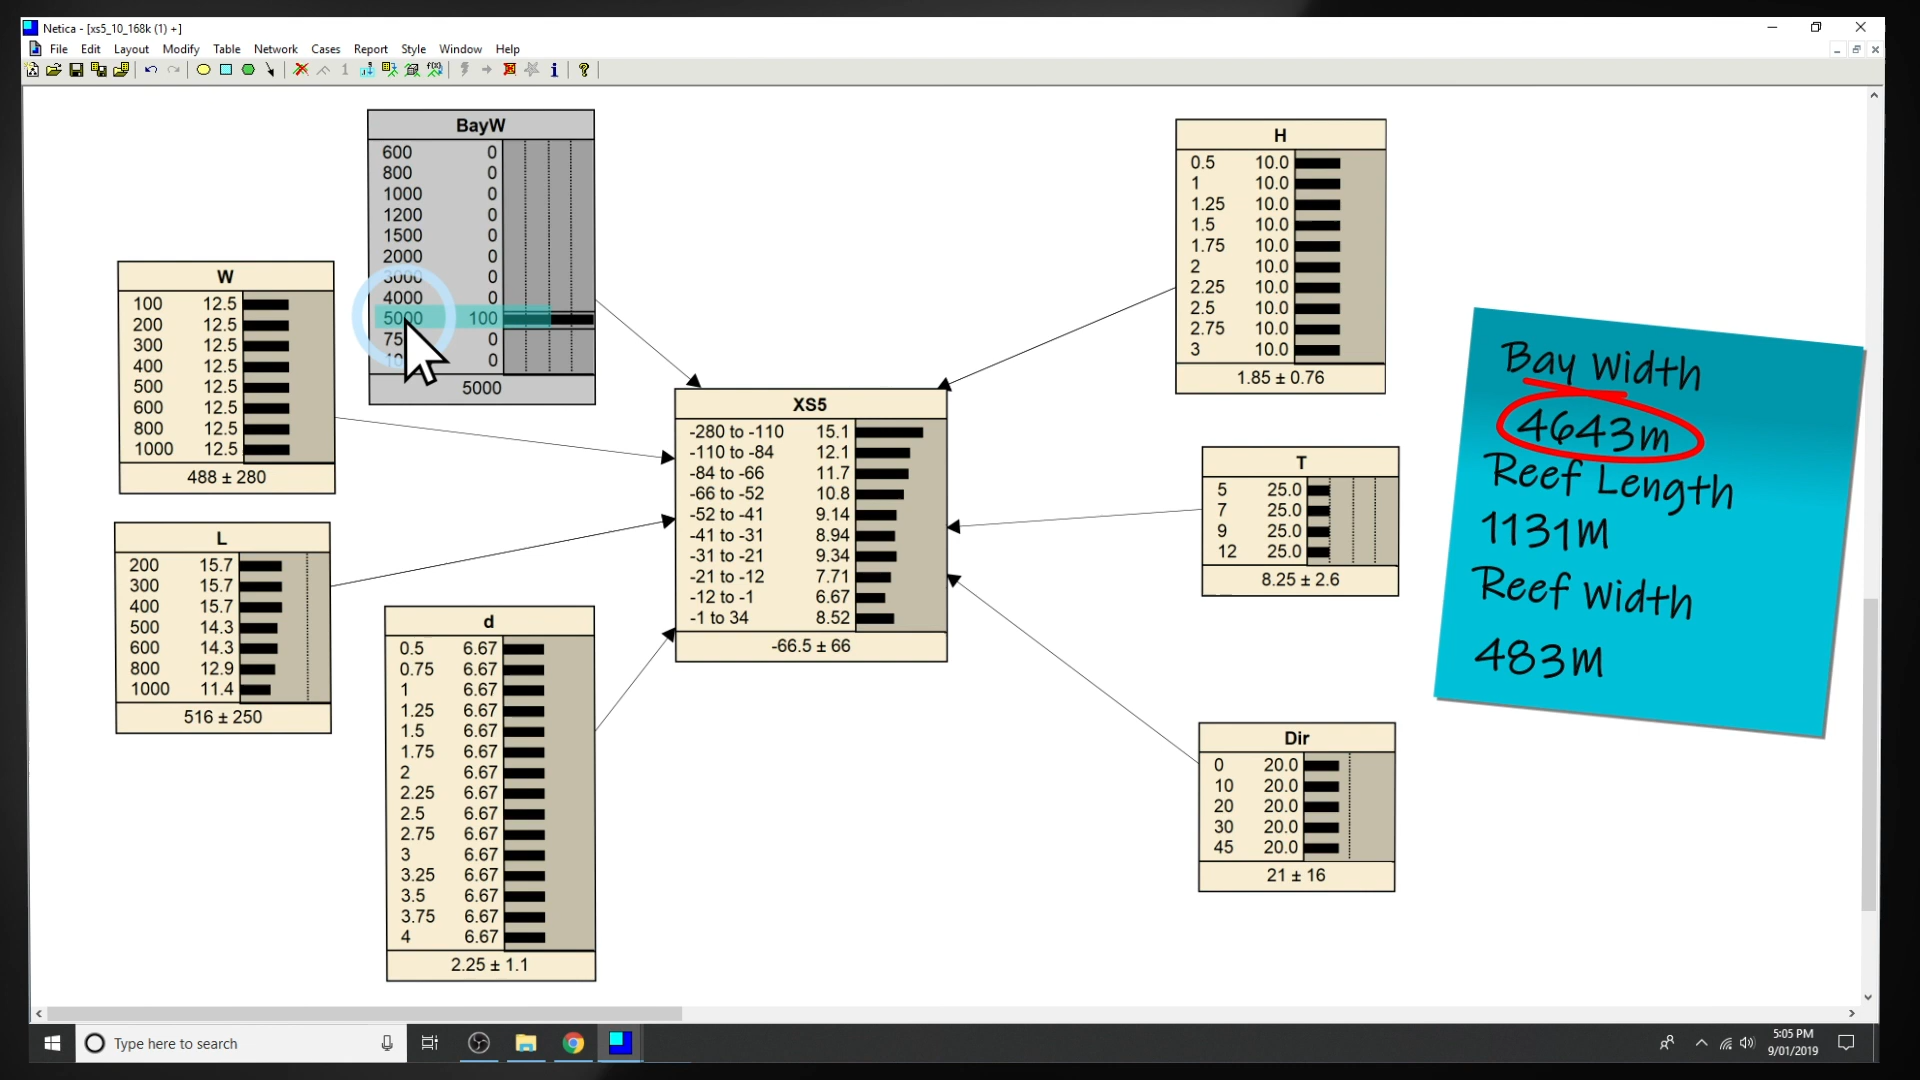 Netica - [xs5_10_168k (1) +]
File Edit Layout Modify Table Network Cases Report Style Window Help
BayW
600 0
800 0
1000 0
1200 0
1500 0
2000 0
3000 0
4000 0
5000 100
75 0
0
5000
W
100 12.5
200 12.5
300 12.5
400 12.5
500 12.5
600 12.5
800 12.5
1000 12.5
488 ± 280
L
200 15.7
300 15.7
400 15.7
500 14.3
600 14.3
800 12.9
1000 11.4
516 ± 250
d
0.5 6.67
0.75 6.67
1 6.67
1.25 6.67
1.5 6.67
1.75 6.67
2 6.67
2.25 6.67
2.5 6.67
2.75 6.67
3 6.67
3.25 6.67
3.5 6.67
3.75 6.67
4 6.67
2.25 ± 1.1
XS5
-280 to -110 15.1
-110 to -84 12.1
-84 to -66 11.7
-66 to -52 10.8
-52 to -41 9.14
-41 to -31 8.94
-31 to -21 9.34
-21 to -12 7.71
-12 to -1 6.67
-1 to 34 8.52
-66.5 ± 66
H
0.5 10.0
1 10.0
1.25 10.0
1.5 10.0
1.75 10.0
2 10.0
2.25 10.0
2.5 10.0
2.75 10.0
3 10.0
1.85 ± 0.76
T
5 25.0
7 25.0
9 25.0
12 25.0
8.25 ± 2.6
Dir
0 20.0
10 20.0
20 20.0
30 20.0
45 20.0
21 ± 16
Bay Width
4643m
Reef Length
1131m
Reef Width
483m
Type here to search
5:05 PM
9/01/2019